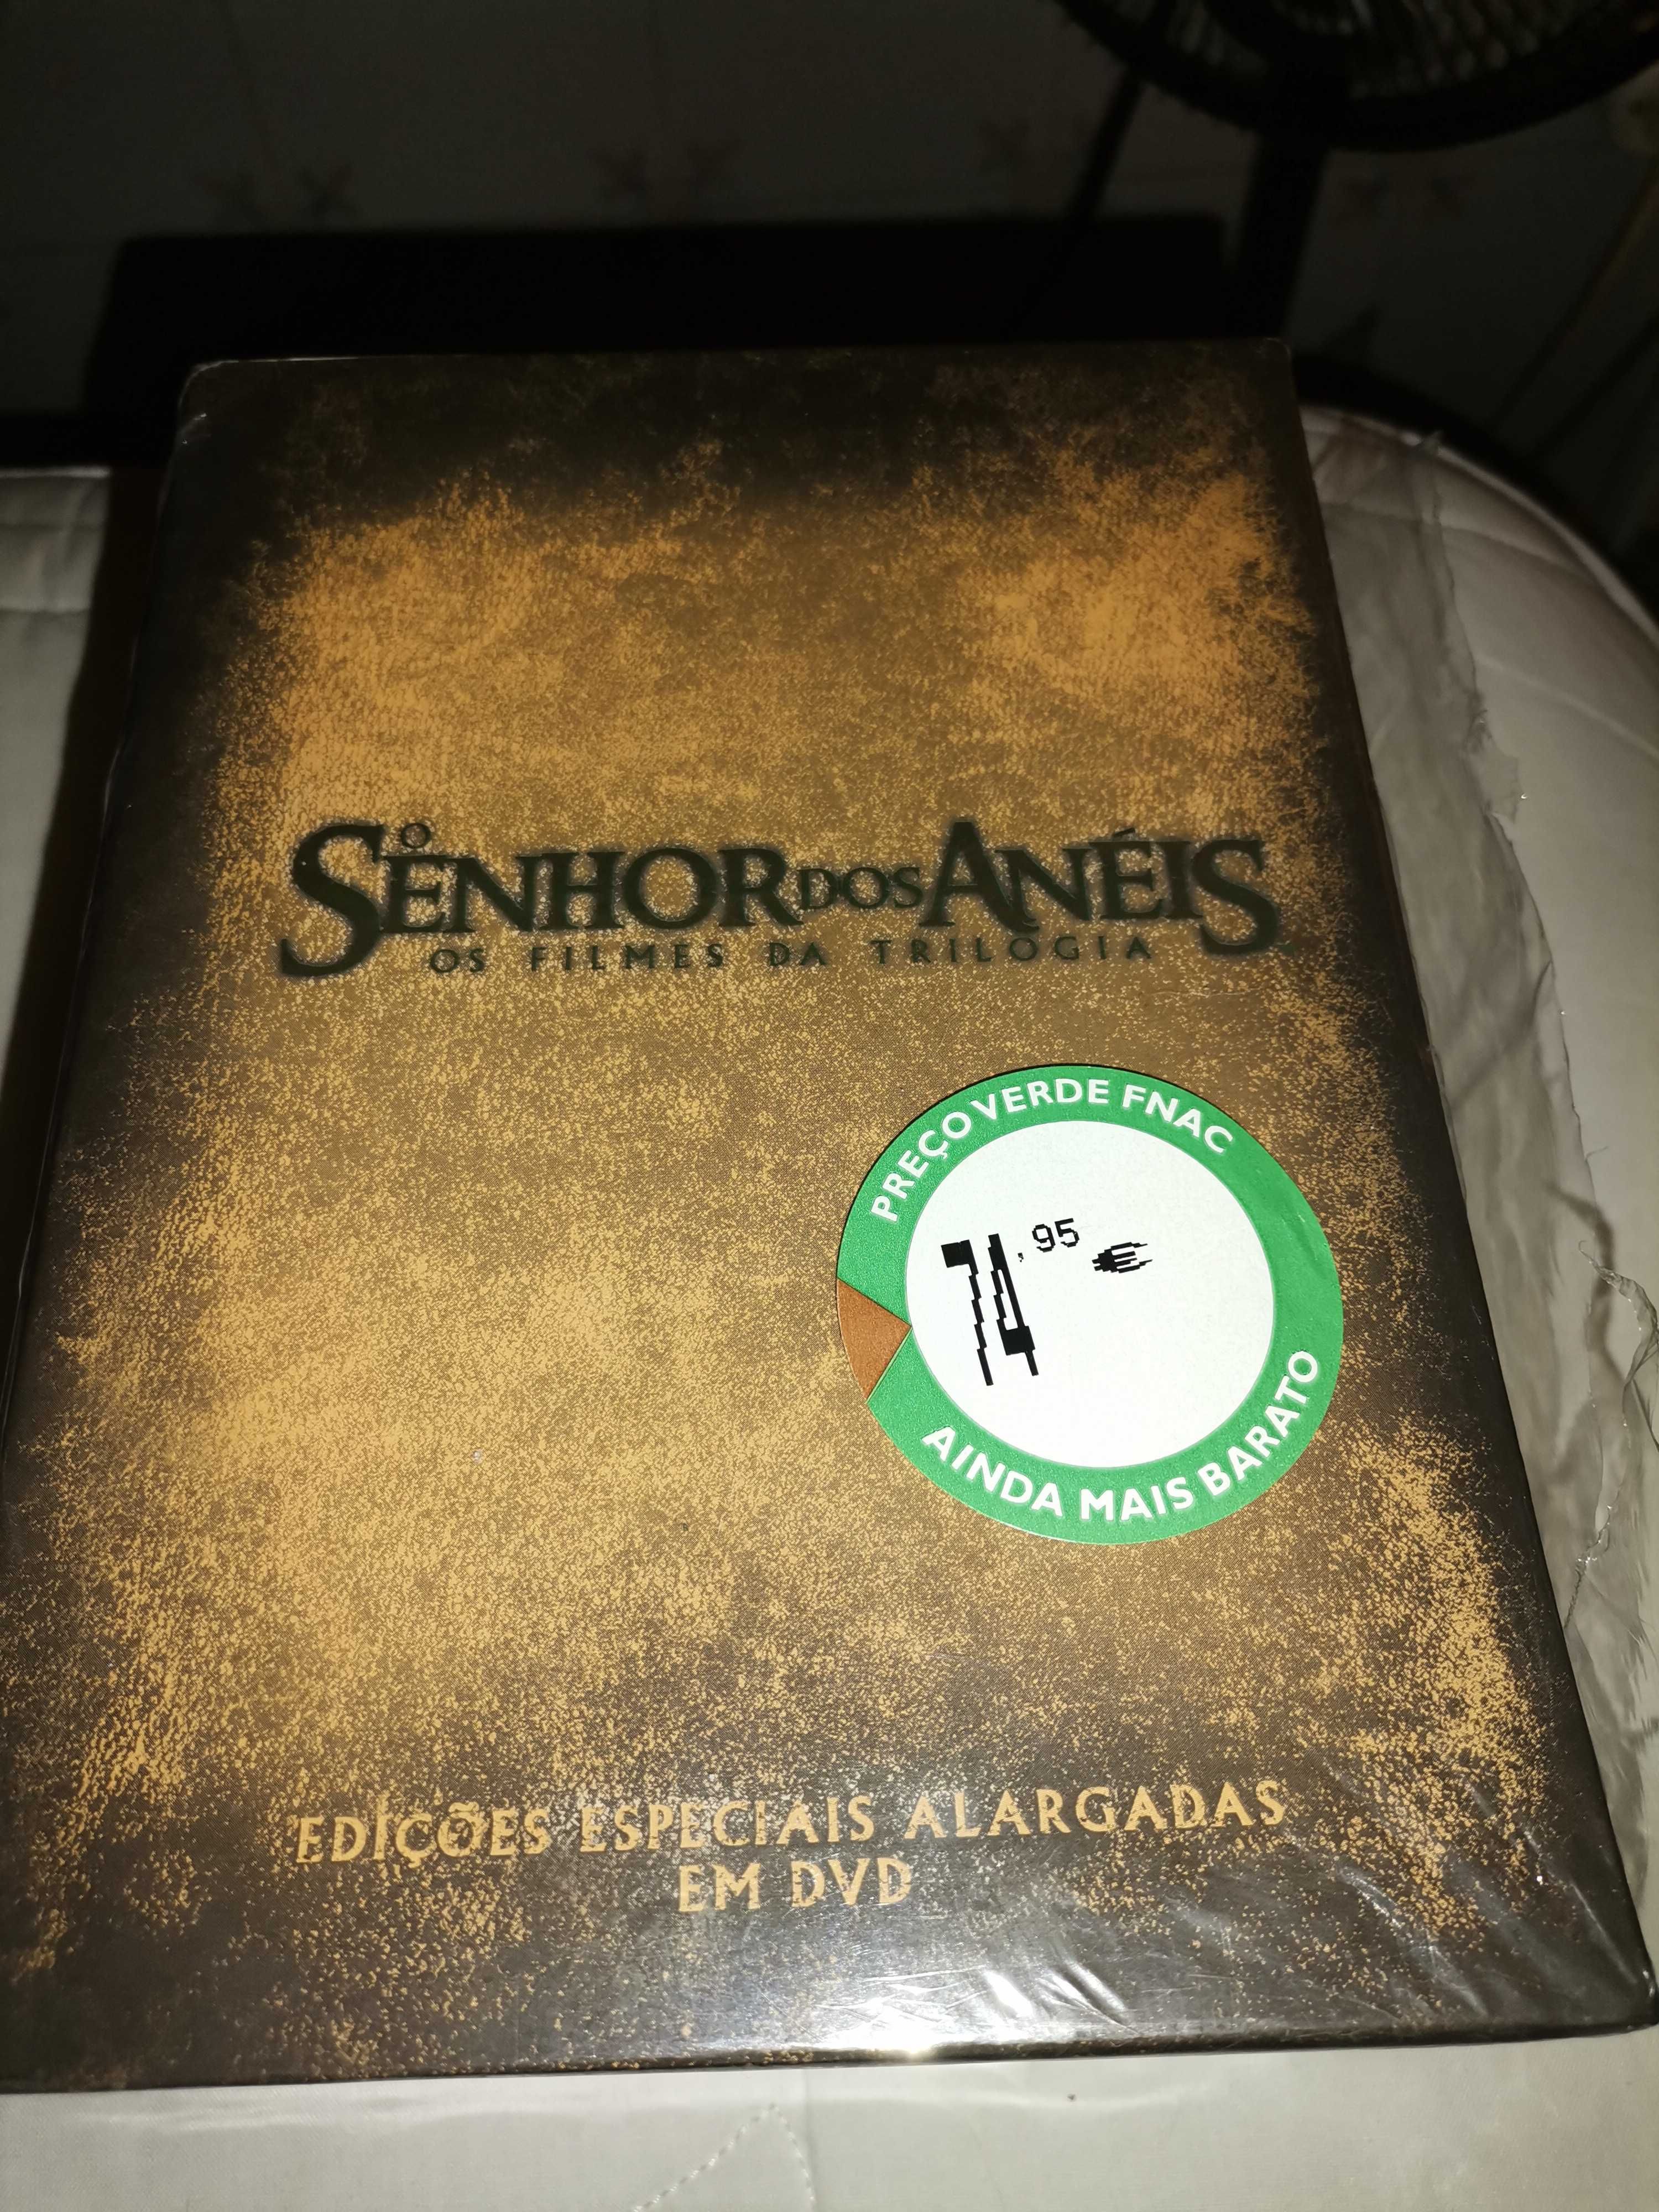 O
SENHOR DOS ANÉIS
OS FILMES DA TRILOGIA
PREÇO VERDE FNAC
74,95 €
AINDA MAIS BARATO
EDIÇÕES ESPECIAIS ALARGADAS
EM DVD